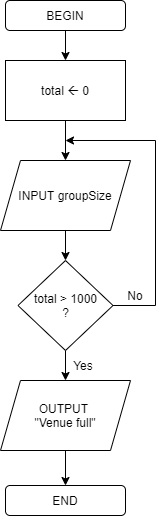 BEGIN
total ← 0
INPUT groupSize
total > 1000
?
No
Yes
OUTPUT
"Venue full"
END